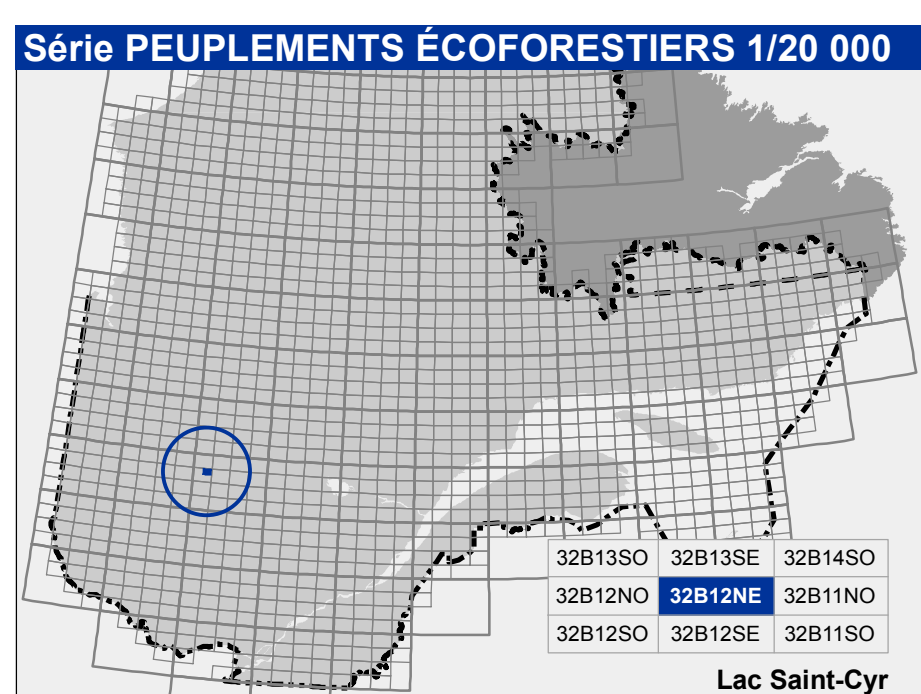 Série PEUPLEMENTS ÉCOFORESTIERS 1/20 000
32B13SO 32B13SE 32B14SO
32B12NO 32B12NE 32B11NO
32B12SO 32B12SE 32B11SO
Lac Saint-Cyr